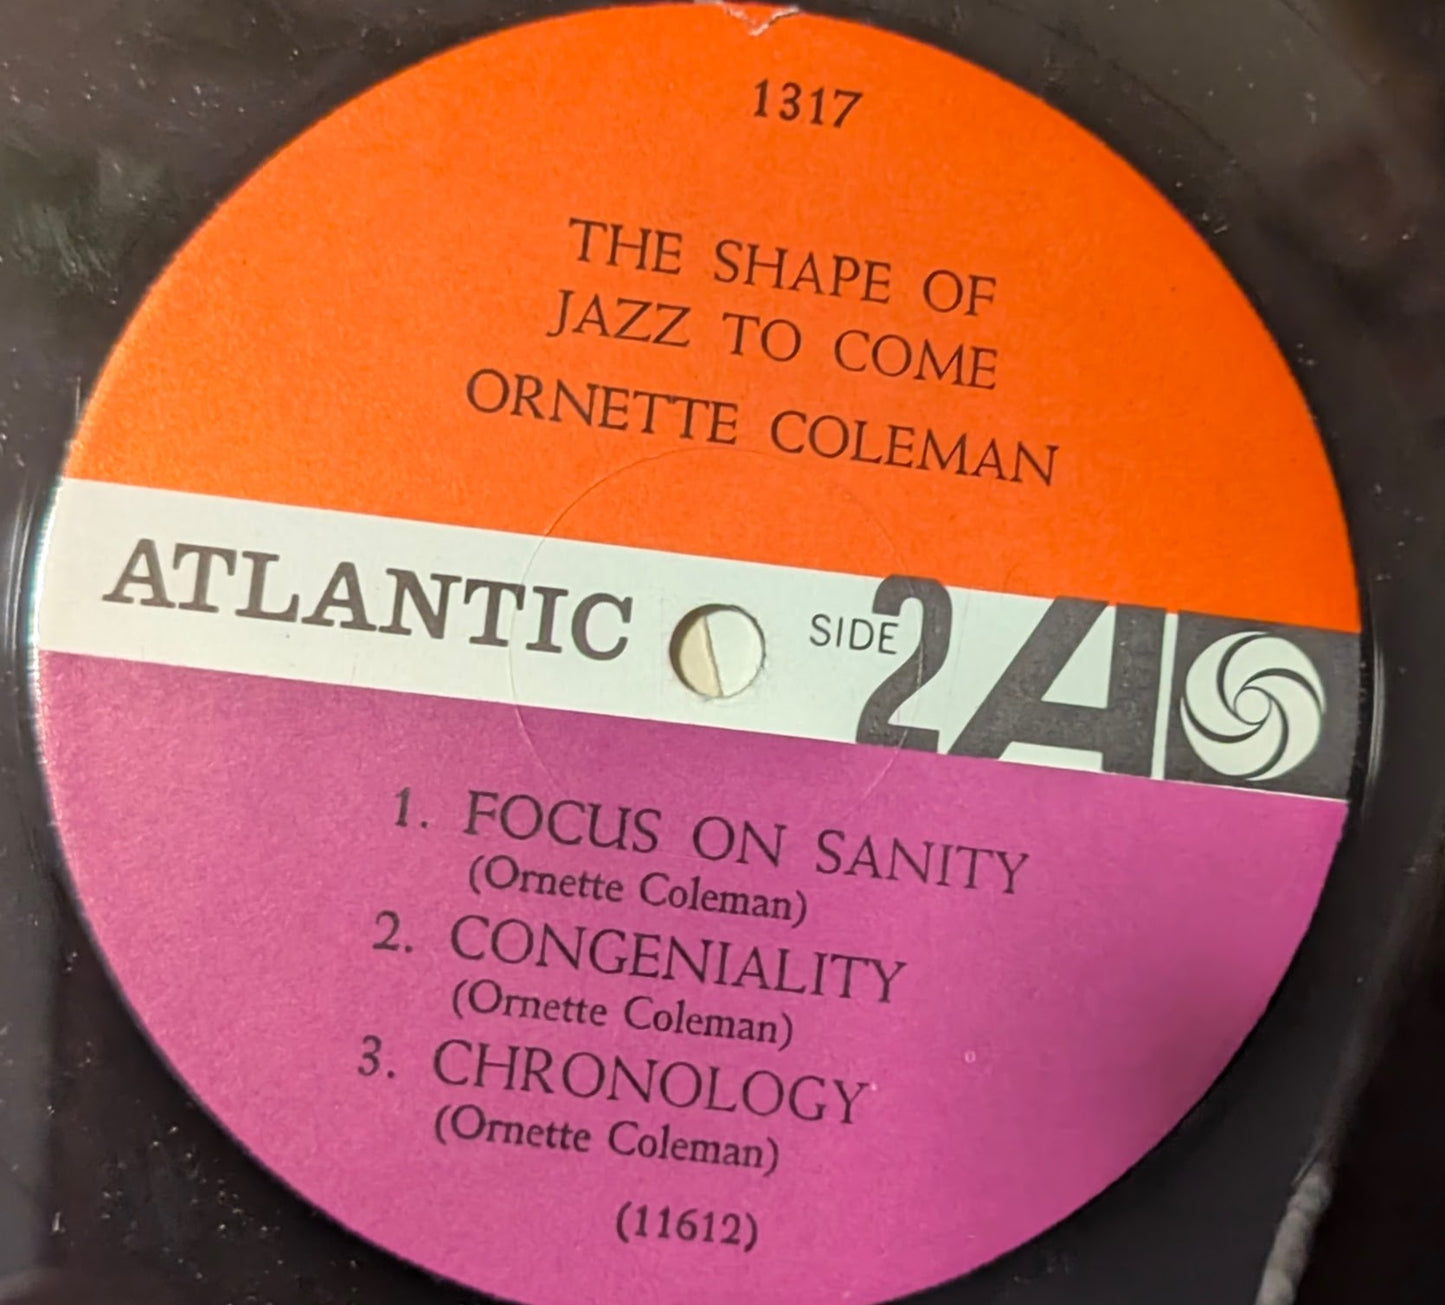 1317
THE SHAPE OF
JAZZ TO COME
ORNETTE COLEMAN
ATLANTIC SIDE 2 A
1. FOCUS ON SANITY
(Ornette Coleman)
2. CONGENIALITY
(Ornette Coleman)
3. CHRONOLOGY
(Ornette Coleman)
(11612)